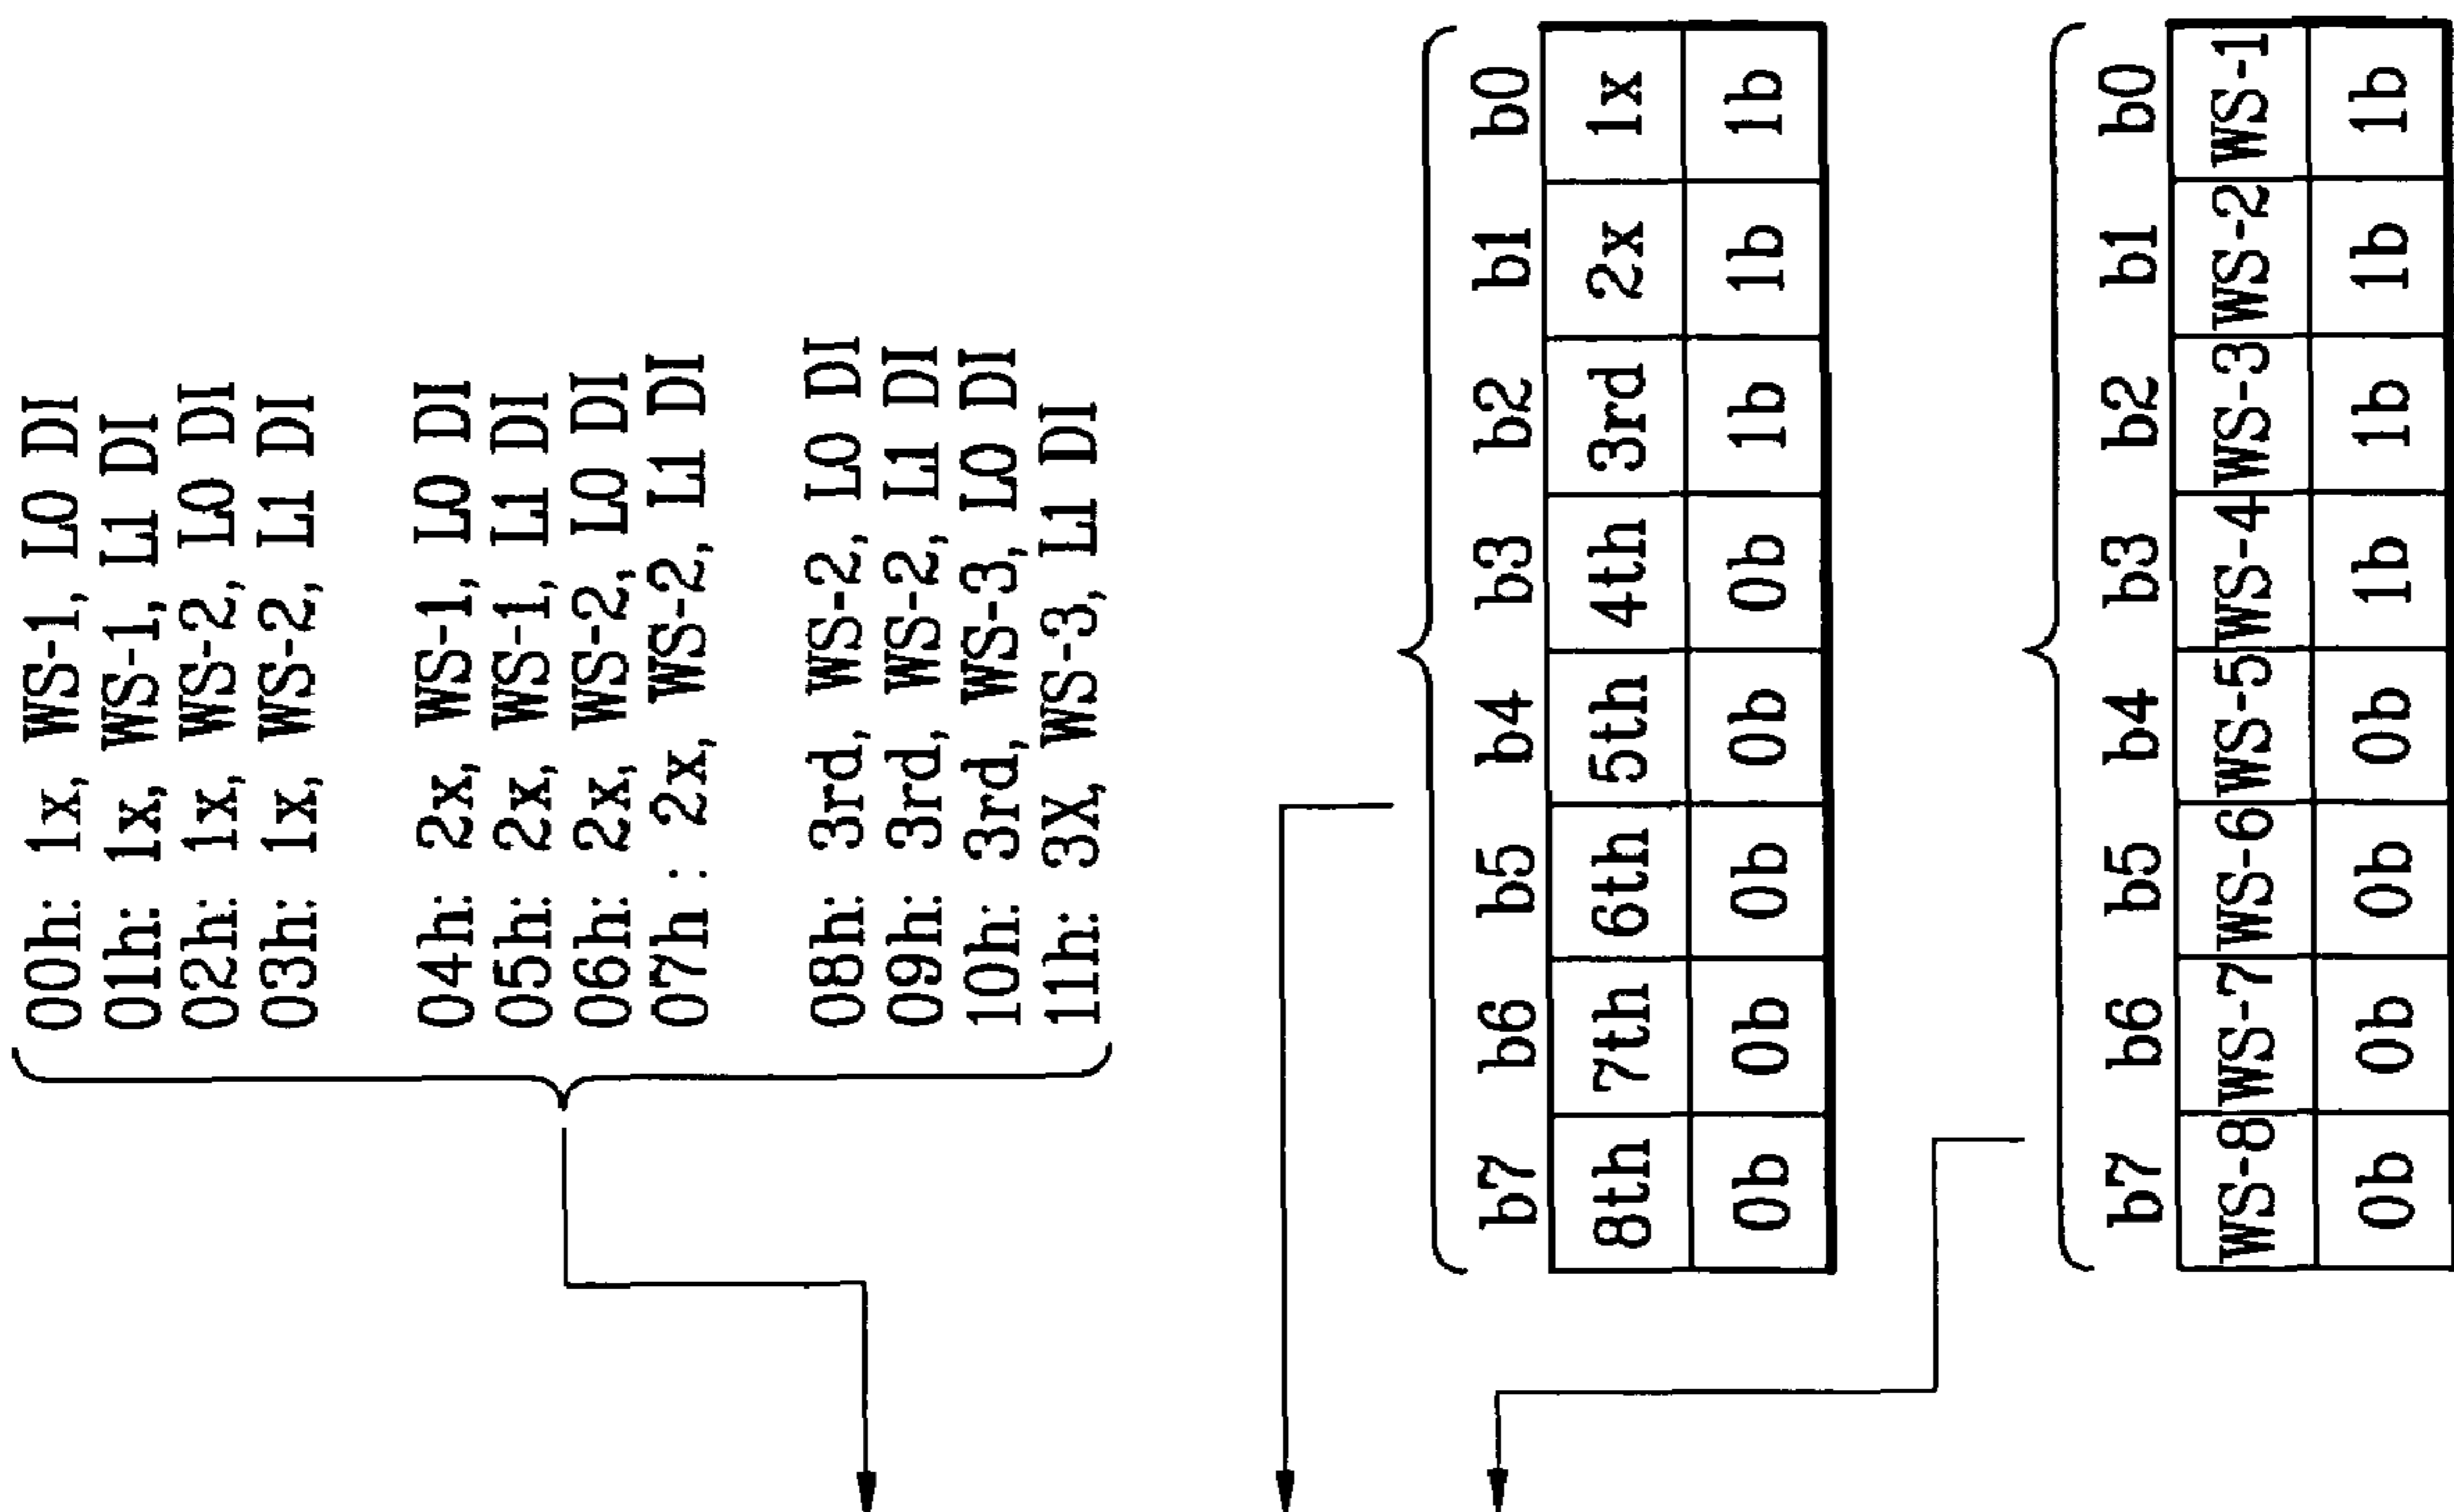 00h: 1x, WS-1, L0 DI
01h: 1x, WS-1, L1 DI
02h: 1x, WS-2, L0 DI
03h: 1x, WS-2, L1 DI
04h: 2x, WS-1, L0 DI
05h: 2x, WS-1, L1 DI
06h: 2x, WS-2, L0 DI
07h : 2x, WS-2, L1 DI
08h: 3rd, WS-2, L0 DI
09h: 3rd, WS-2, L1 DI
10h: 3rd, WS-3, L0 DI
11h: 3X, WS-3, L1 DI
b7 b6 b5 b4 b3 b2 b1 b0
8th 7th 6th 5th 4th 3rd 2x 1x
0b 0b 0b 0b 0b 1b 1b 1b
b7 b6 b5 b4 b3 b2 b1 b0
WS-8 WS-7 WS-6 WS-5 WS-4 WS-3 WS-2 WS-1
0b 0b 0b 0b 1b 1b 1b 1b